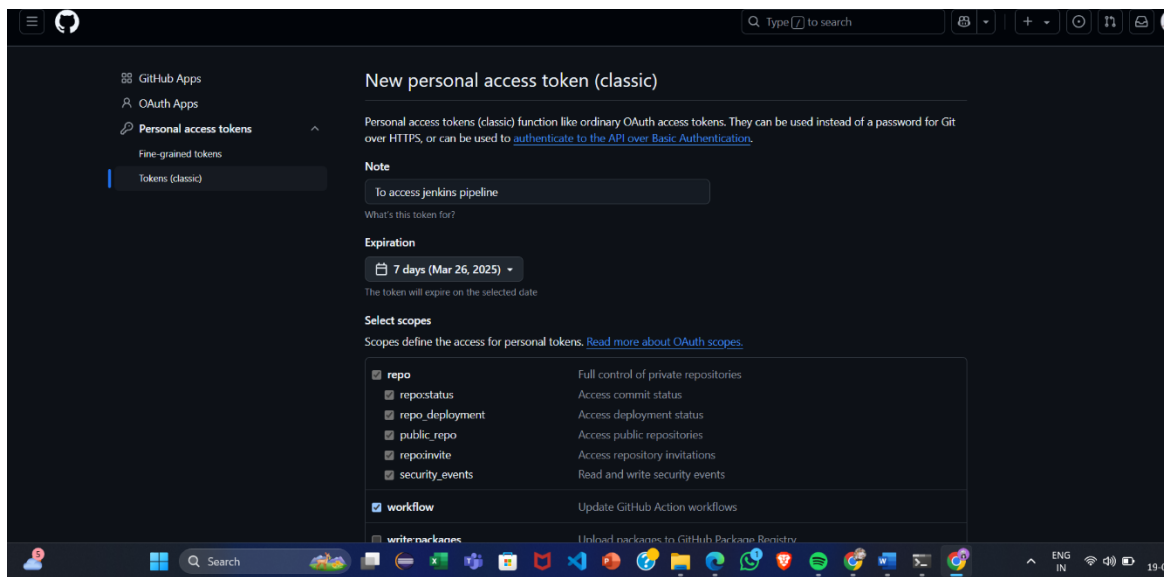 Type / to search
GitHub Apps
OAuth Apps
Personal access tokens
Fine-grained tokens
Tokens (classic)
New personal access token (classic)
Personal access tokens (classic) function like ordinary OAuth access tokens. They can be used instead of a password for Git
over HTTPS, or can be used to authenticate to the API over Basic Authentication.
Note
To access jenkins pipeline
What's this token for?
Expiration
7 days (Mar 26, 2025)
The token will expire on the selected date
Select scopes
Scopes define the access for personal tokens. Read more about OAuth scopes.
repo Full control of private repositories
repo:status Access commit status
repo_deployment Access deployment status
public_repo Access public repositories
repo:invite Access repository invitations
security_events Read and write security events
workflow Update GitHub Action workflows
write:packages Upload packages to GitHub Package Registry
5
Search
ENG
IN